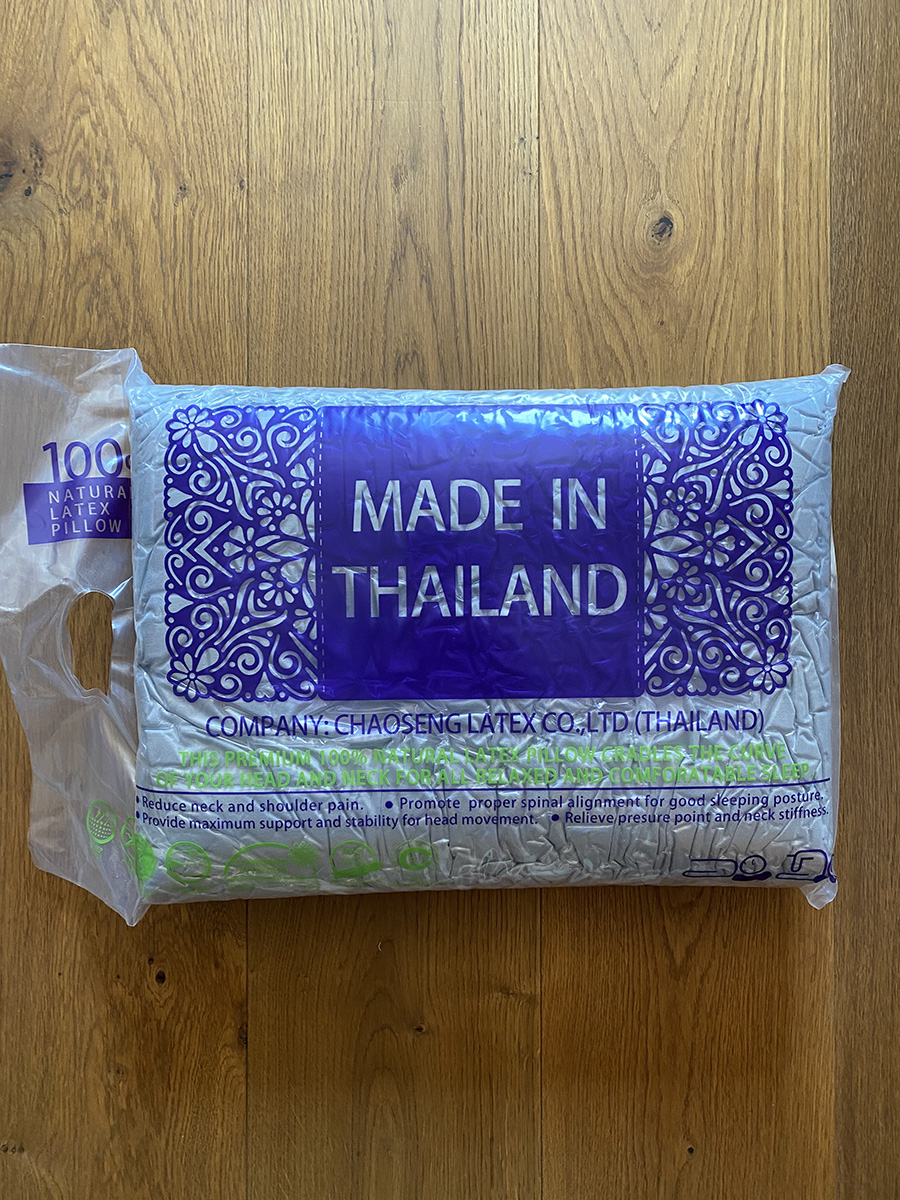 100%
NATURAL
LATEX
PILLOW
MADE IN
THAILAND
COMPANY: CHAOSENG LATEX CO.,LTD (THAILAND)
THIS PREMIUM 100% NATURAL LATEX PILLOW CRADLES THE CURVE
OF YOUR HEAD AND NECK FOR ALL RELAXED AND COMFORATABLE SLEEP
• Reduce neck and shoulder pain. • Promote proper spinal alignment for good sleeping posture.
• Provide maximum support and stability for head movement. • Relieve presure point and neck stiffness.